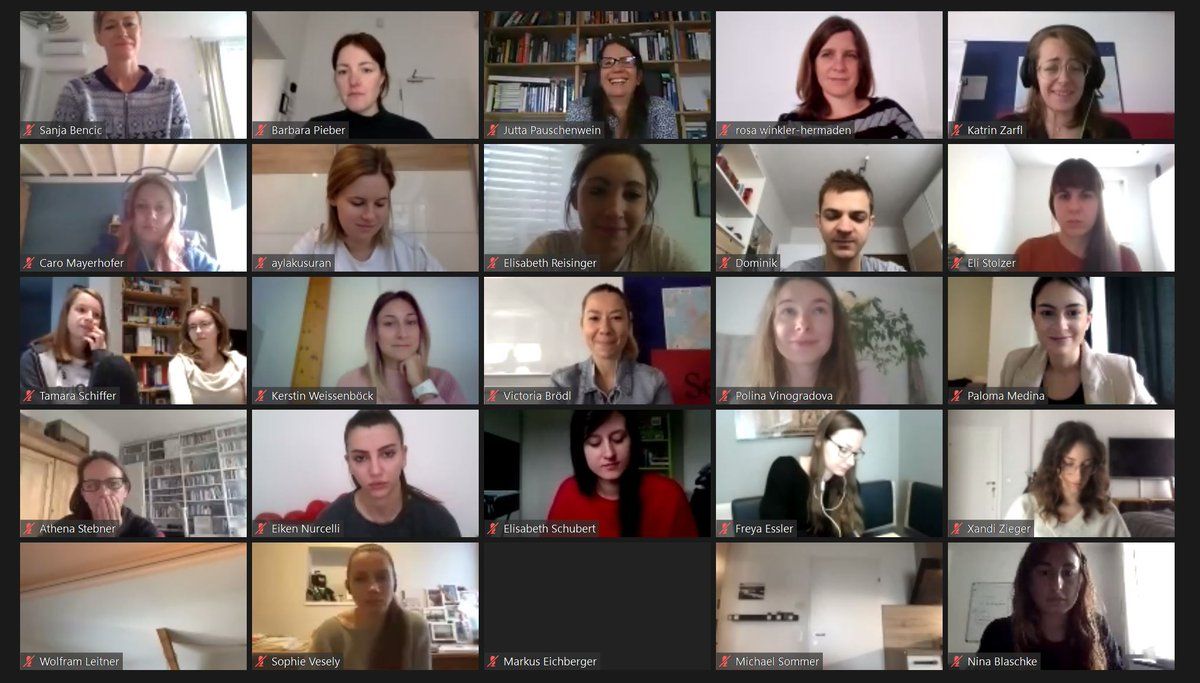 Sanja Bencic
Barbara Pieber
Jutta Pauschenwein
rosa winkler-hermaden
Katrin Zarfl
Caro Mayerhofer
aylakusuran
Elisabeth Reisinger
Dominik
Eli Stolzer
Tamara Schiffer
Kerstin Weissenböck
Victoria Brödl
Polina Vinogradova
Paloma Medina
Athena Stebner
Eiken Nurcelli
Elisabeth Schubert
Freya Essler
Xandi Zieger
Wolfram Leitner
Sophie Vesely
Markus Eichberger
Michael Sommer
Nina Blaschke